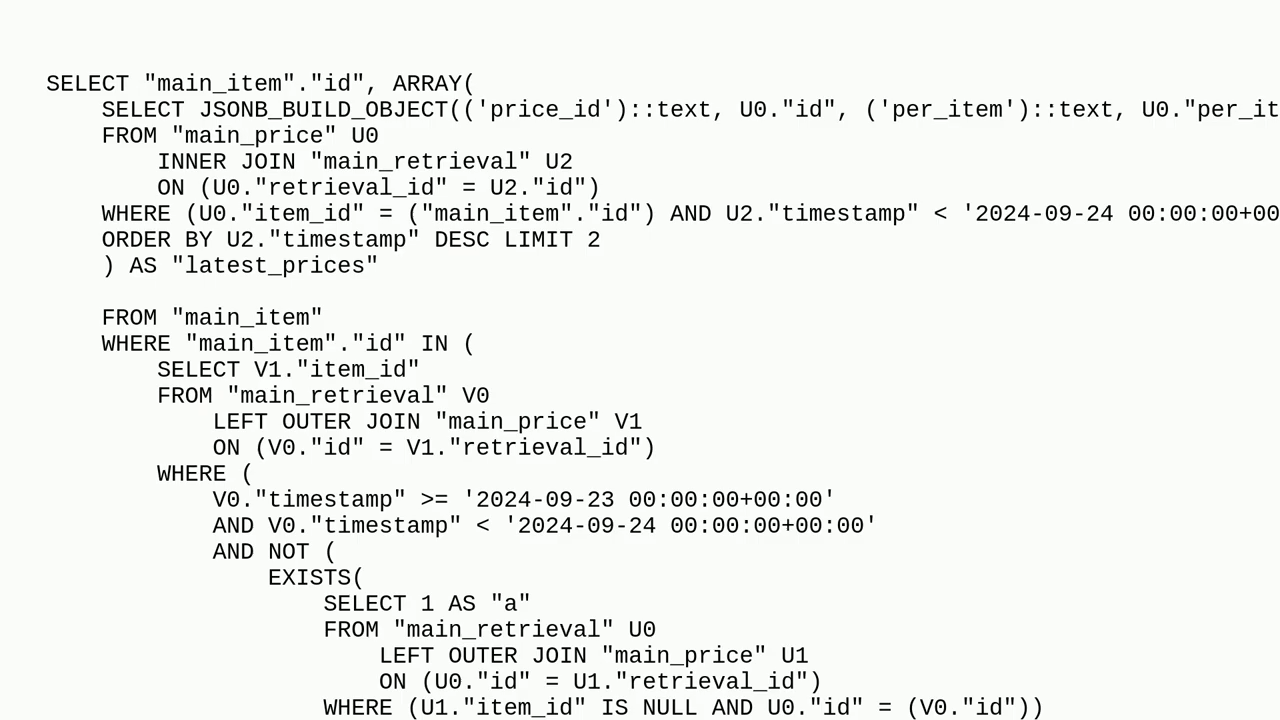 SELECT "main_item"."id", ARRAY(
    SELECT JSONB_BUILD_OBJECT(('price_id')::text, U0."id", ('per_item')::text, U0."per_it
    FROM "main_price" U0
        INNER JOIN "main_retrieval" U2
        ON (U0."retrieval_id" = U2."id")
    WHERE (U0."item_id" = ("main_item"."id") AND U2."timestamp" < '2024-09-24 00:00:00+00
    ORDER BY U2."timestamp" DESC LIMIT 2
    ) AS "latest_prices"

    FROM "main_item"
    WHERE "main_item"."id" IN (
        SELECT V1."item_id"
        FROM "main_retrieval" V0
            LEFT OUTER JOIN "main_price" V1
            ON (V0."id" = V1."retrieval_id")
        WHERE (
            V0."timestamp" >= '2024-09-23 00:00:00+00:00'
            AND V0."timestamp" < '2024-09-24 00:00:00+00:00'
            AND NOT (
                EXISTS(
                    SELECT 1 AS "a"
                    FROM "main_retrieval" U0
                        LEFT OUTER JOIN "main_price" U1
                        ON (U0."id" = U1."retrieval_id")
                    WHERE (U1."item_id" IS NULL AND U0."id" = (V0."id"))